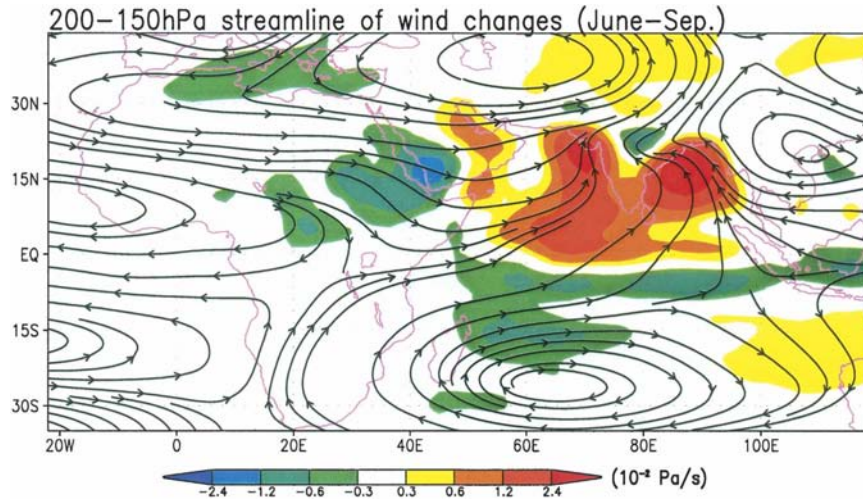 200-150hPa streamline of wind changes (June-Sep.)
30N
15N
EQ
15S
30S
20W 0 20E 40E 60E 80E 100E
-2.4 -1.2 -0.6 -0.3 0.3 0.6 1.2 2.4 (10⁻² Pa/s)